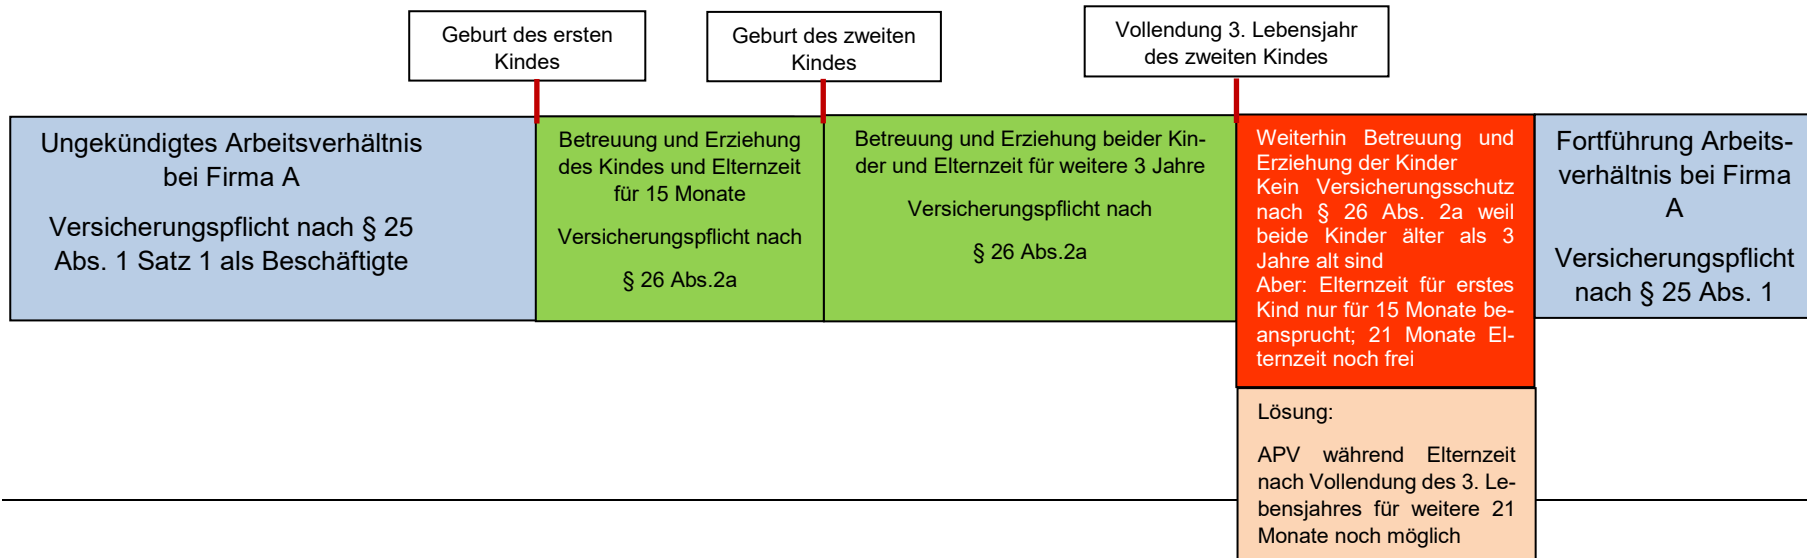 Geburt des ersten
Kindes
Geburt des zweiten
Kindes
Vollendung 3. Lebensjahr
des zweiten Kindes
Ungekündigtes Arbeitsverhältnis
bei Firma A
Versicherungspflicht nach § 25
Abs. 1 Satz 1 als Beschäftigte
Betreuung und Erziehung
des Kindes und Elternzeit
für 15 Monate
Versicherungspflicht nach
§ 26 Abs.2a
Betreuung und Erziehung beider Kin-
der und Elternzeit für weitere 3 Jahre
Versicherungspflicht nach
§ 26 Abs.2a
Weiterhin Betreuung und
Erziehung der Kinder
Kein Versicherungsschutz
nach § 26 Abs. 2a weil
beide Kinder älter als 3
Jahre alt sind
Aber: Elternzeit für erstes
Kind nur für 15 Monate be-
ansprucht; 21 Monate El-
ternzeit noch frei
Fortführung Arbeits-
verhältnis bei Firma
A
Versicherungspflicht
nach § 25 Abs. 1
Lösung:
APV während Elternzeit
nach Vollendung des 3. Le-
bensjahres für weitere 21
Monate noch möglich